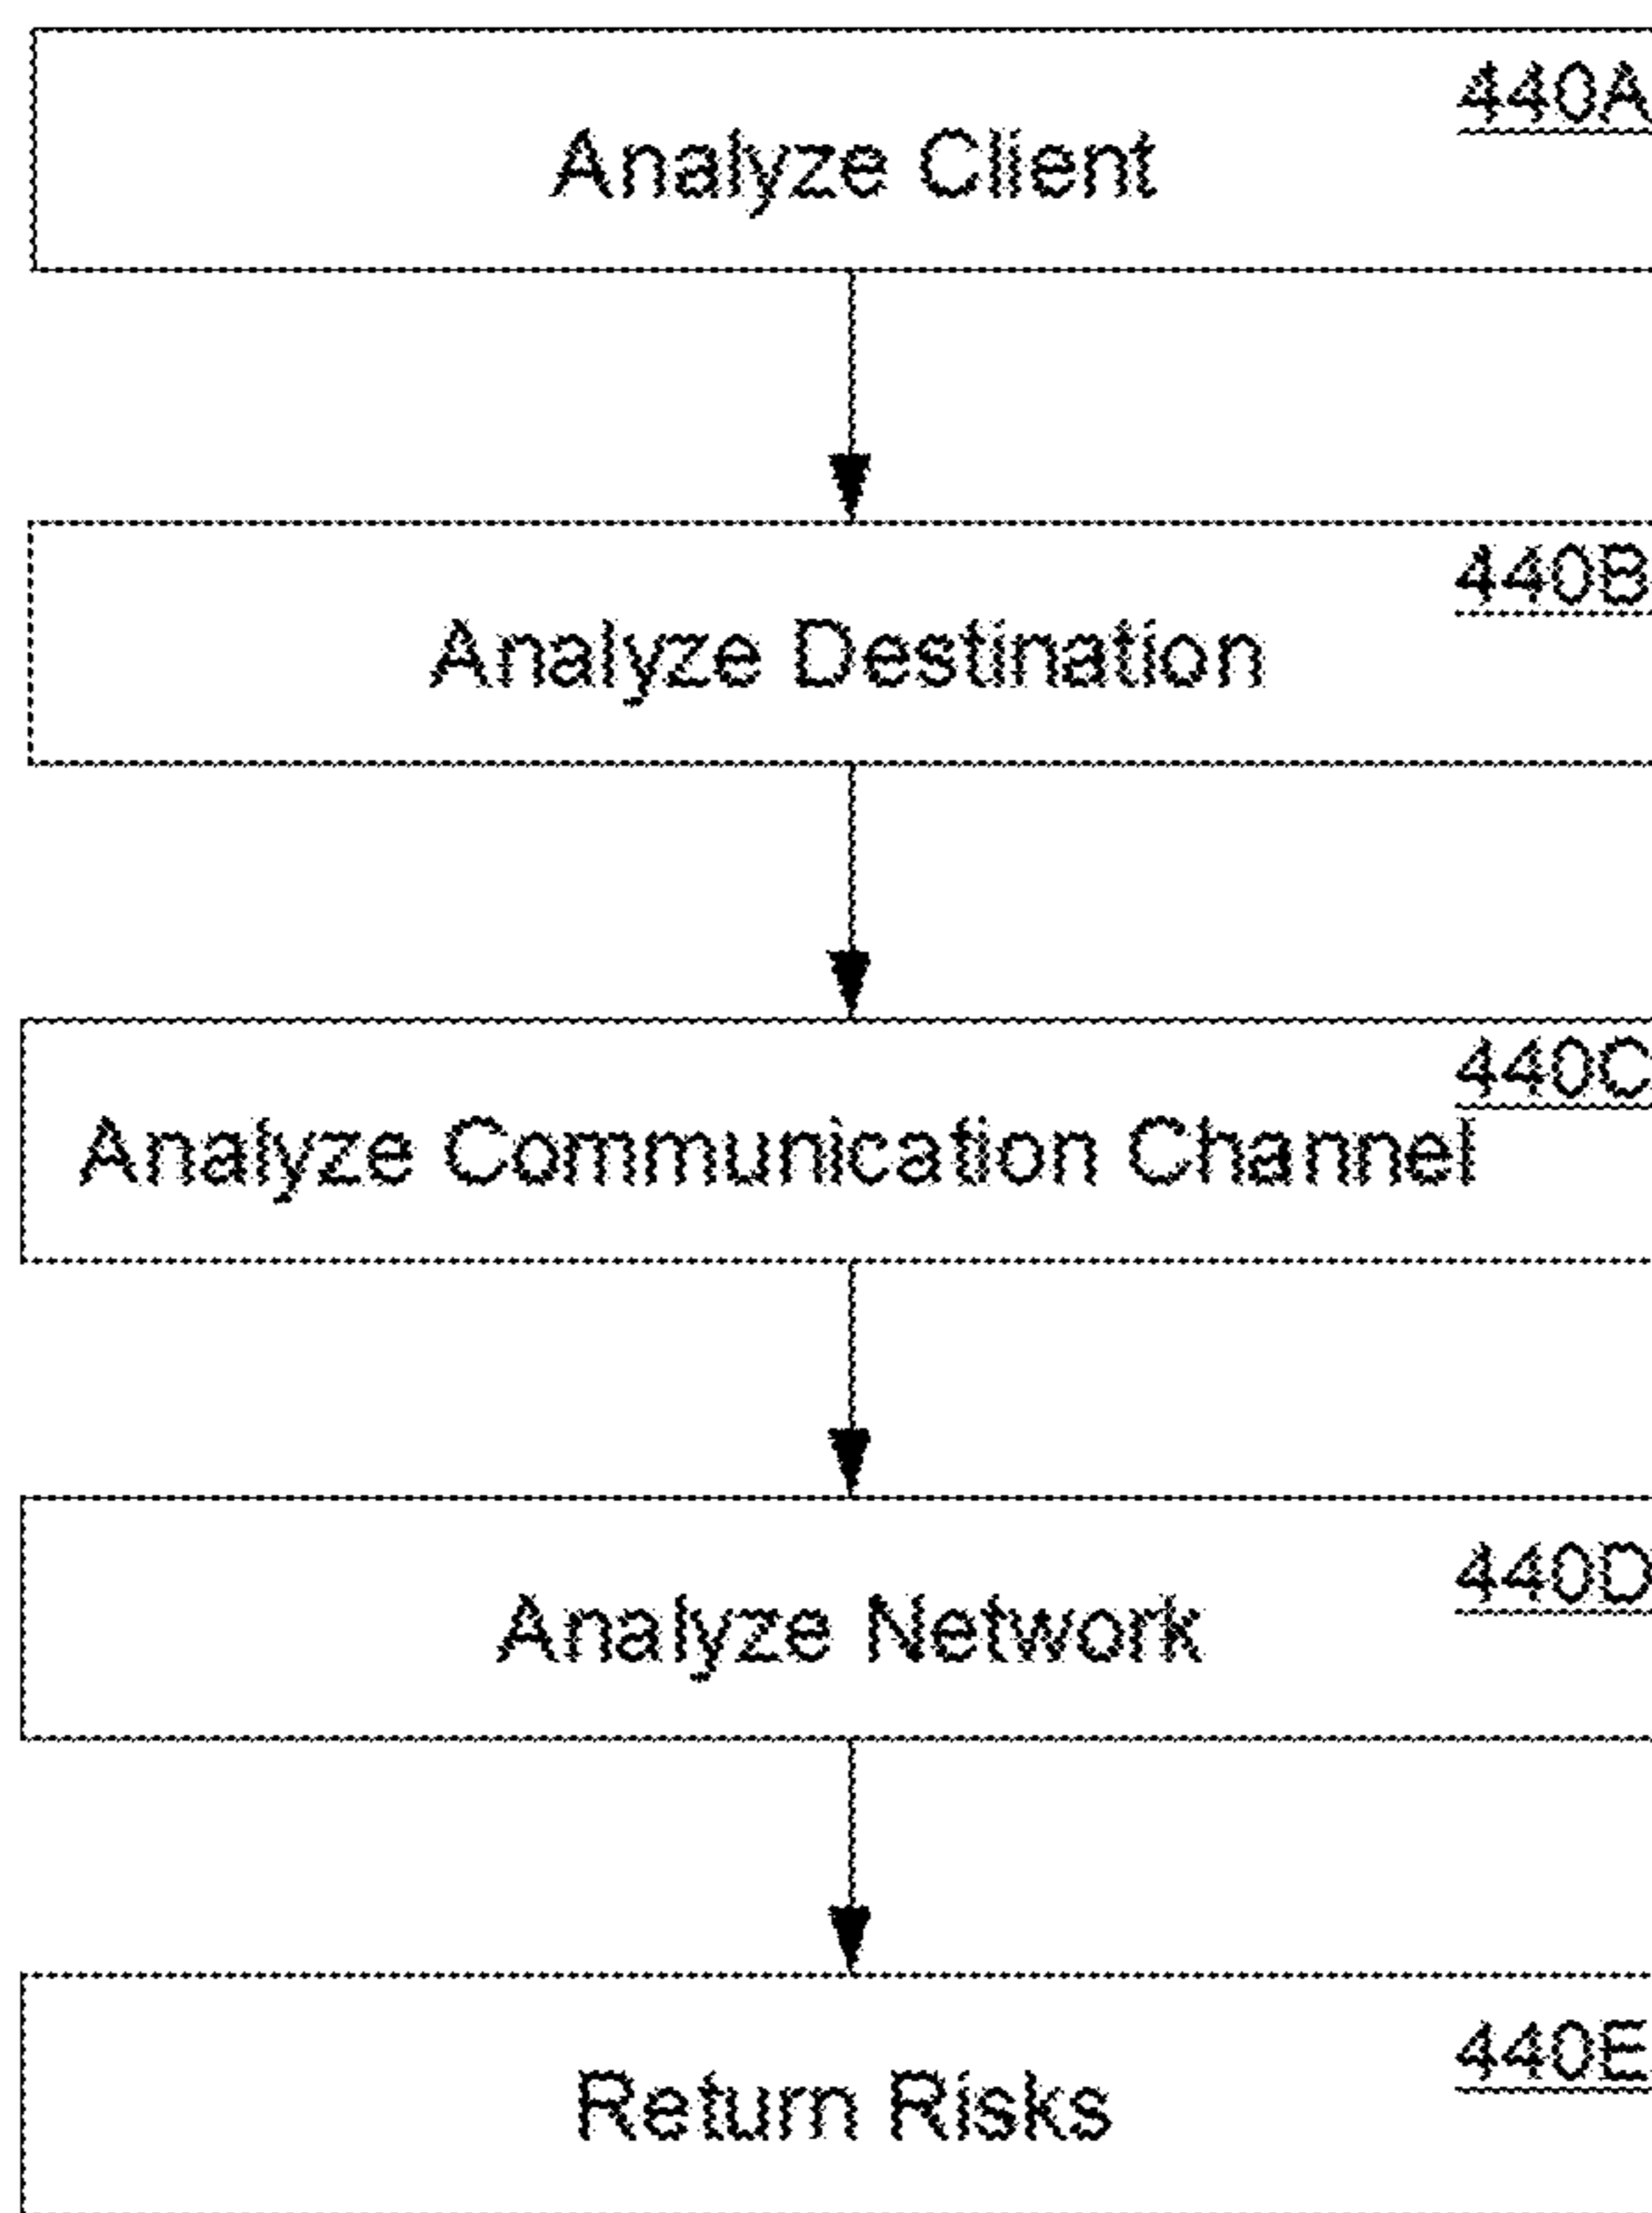 440A
Analyze Client
440B
Analyze Destination
440C
Analyze Communication Channel
440D
Analyze Network
440E
Return Risks